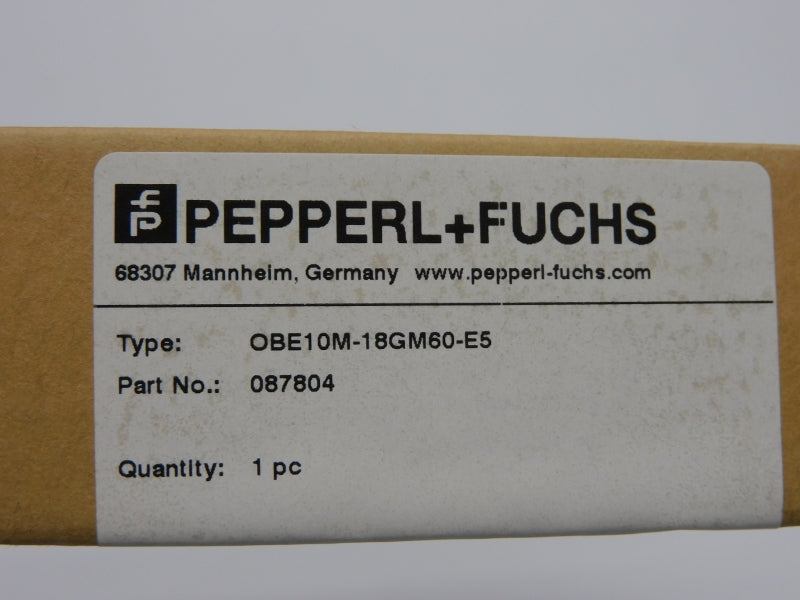 fp PEPPERL+FUCHS
68307 Mannheim, Germany www.pepperl-fuchs.com
Type: OBE10M-18GM60-E5
Part No.: 087804
Quantity: 1 pc